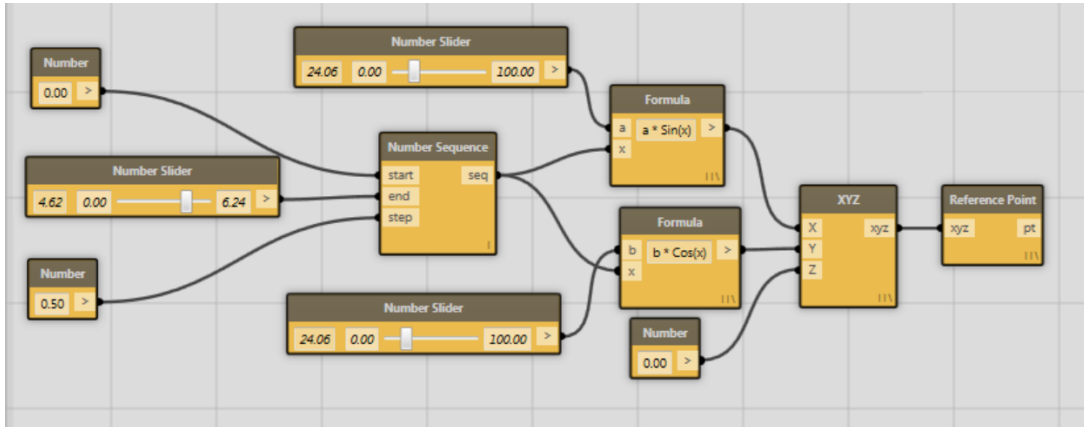 Number
0.00 >
Number Slider
24.06 0.00 100.00 >
Formula
a a * Sin(x) >
x
Number Sequence
start seq
end
step
Number Slider
4.62 0.00 6.24 >
XYZ
X xyz
Y
Z
Reference Point
xyz pt
Formula
b b * Cos(x) >
x
Number
0.50 >
Number Slider
24.06 0.00 100.00 >
Number
0.00 >